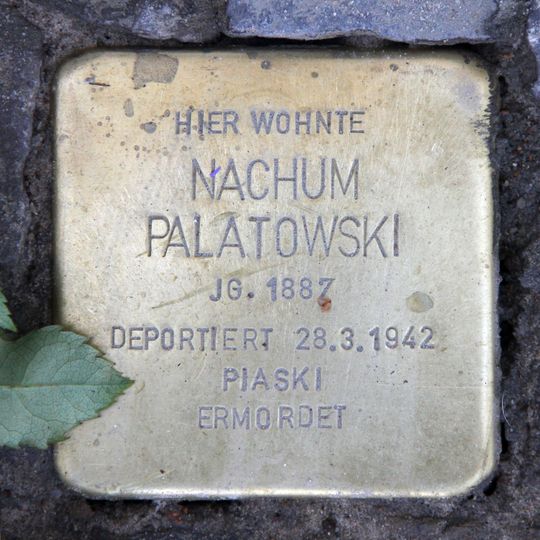 HIER WOHNTE
NACHUM
PALATOWSKI
JG. 1887
DEPORTIERT 28.3.1942
PIASKI
ERMORDET